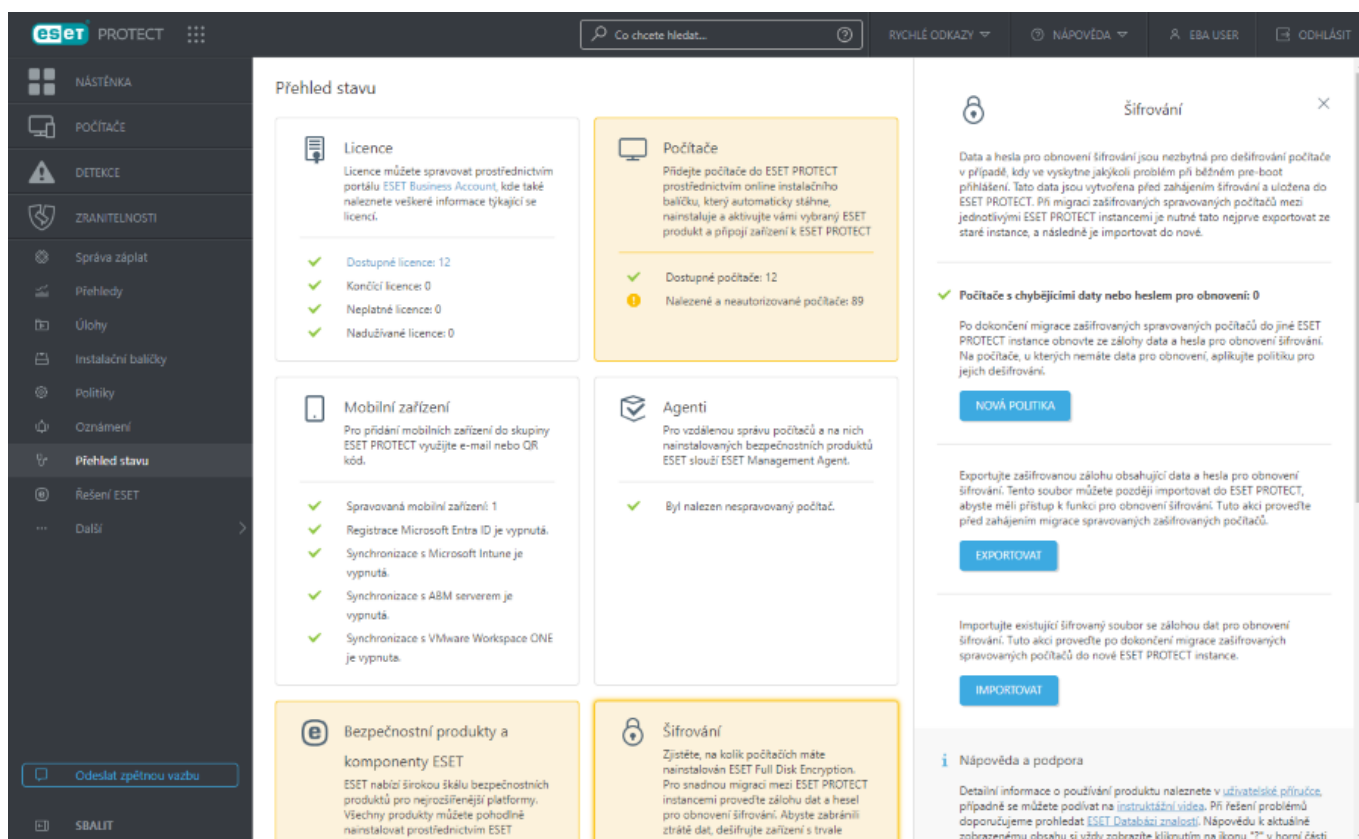 eset PROTECT
Co chcete hledat...
RYCHLÉ ODKAZY
NÁPOVĚDA
EBA USER
ODHLÁSIT
NÁSTĚNKA
POČÍTAČE
DETEKCE
ZRANITELNOSTI
Správa záplat
Přehledy
Úlohy
Instalační balíčky
Politiky
Oznámení
Přehled stavu
Řešení ESET
Další
Odeslat zpětnou vazbu
SBALIT
Přehled stavu
Licence
Licence můžete spravovat prostřednictvím
portálu ESET Business Account, kde také
naleznete veškeré informace týkající se
licencí.
Dostupné licence: 12
Končící licence: 0
Neplatné licence: 0
Nadužívané licence: 0
Počítače
Přidejte počítače do ESET PROTECT
prostřednictvím online instalačního
balíčku, který automaticky stáhne,
nainstaluje a aktivujte vámi vybraný ESET
produkt a připojí zařízení k ESET PROTECT
Dostupné počítače: 12
Nalezené a neautorizované počítače: 89
Mobilní zařízení
Pro přidání mobilních zařízení do skupiny
ESET PROTECT využijte e-mail nebo QR
kód.
Spravovaná mobilní zařízení: 1
Registrace Microsoft Entra ID je vypnutá.
Synchronizace s Microsoft Intune je
vypnutá.
Synchronizace s ABM serverem je
vypnutá.
Synchronizace s VMware Workspace ONE
je vypnuta.
Agenti
Pro vzdálenou správu počítačů a na nich
nainstalovaných bezpečnostních produktů
ESET slouží ESET Management Agent.
Byl nalezen nespravovaný počítač.
Bezpečnostní produkty a
komponenty ESET
ESET nabízí širokou škálu bezpečnostních
produktů pro nejrozšířenější platformy.
Všechny produkty můžete pohodlně
nainstalovat prostřednictvím ESET
Šifrování
Zjistěte, na kolik počítačích máte
nainstalován ESET Full Disk Encryption.
Pro snadnou migraci mezi ESET PROTECT
instancemi proveďte zálohu dat a hesel
pro obnovení šifrování. Abyste zabránili
ztrátě dat, dešifrujte zařízení s trvale
Šifrování
Data a hesla pro obnovení šifrování jsou nezbytná pro dešifrování počítače
v případě, kdy ve vyskytne jakýkoli problém při běžném pre-boot
přihlášení. Tato data jsou vytvořena před zahájením šifrování a uložena do
ESET PROTECT. Při migraci zašifrovaných spravovaných počítačů mezi
jednotlivými ESET PROTECT instancemi je nutné tato nejprve exportovat ze
staré instance, a následně je importovat do nové.
Počítače s chybějícími daty nebo heslem pro obnovení: 0
Po dokončení migrace zašifrovaných spravovaných počítačů do jiné ESET
PROTECT instance obnovte ze zálohy data a hesla pro obnovení šifrování.
Na počítače, u kterých nemáte data pro obnovení, aplikujte politiku pro
jejich dešifrování.
NOVÁ POLITIKA
Exportujte zašifrovanou zálohu obsahující data a hesla pro obnovení
šifrování. Tento soubor můžete později importovat do ESET PROTECT,
abyste měli přístup k funkci pro obnovení šifrování. Tuto akci proveďte
před zahájením migrace spravovaných zašifrovaných počítačů.
EXPORTOVAT
Importujte existující šifrovaný soubor se zálohou dat pro obnovení
šifrování. Tuto akci proveďte po dokončení migrace zašifrovaných
spravovaných počítačů do nové ESET PROTECT instance.
IMPORTOVAT
Nápověda a podpora
Detailní informace o používání produktu naleznete v uživatelské příručce,
případně se můžete podívat na instruktážní videa. Při řešení problémů
doporučujeme prohledat ESET Databázi znalostí. Nápovědu k aktuálně
zobrazenému obsahu si vždy zobrazíte kliknutím na ikonu "?" v horní části